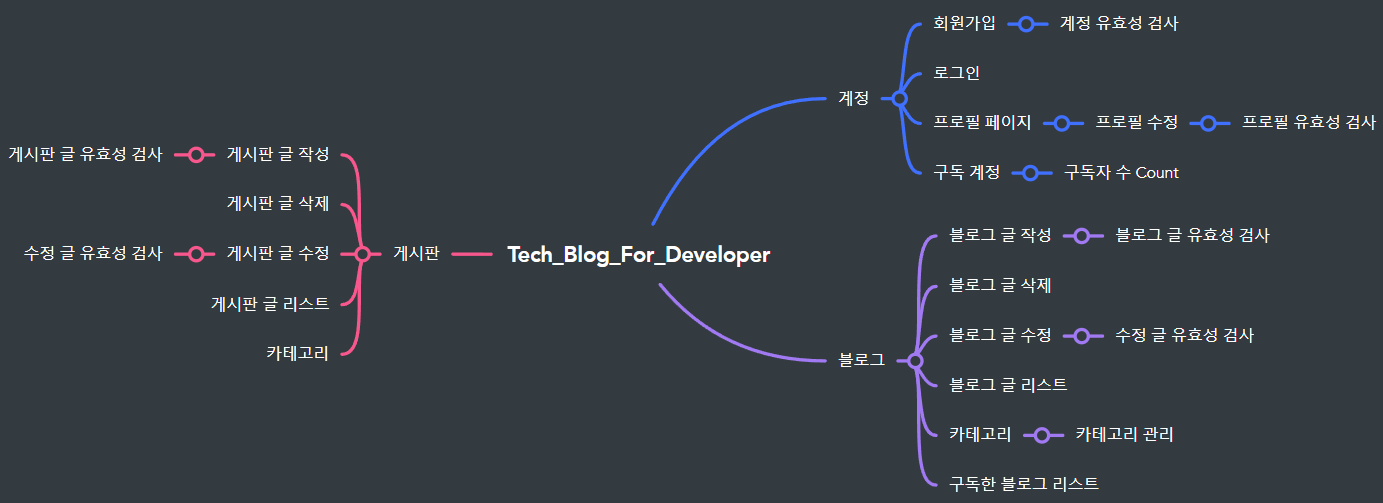 Tech_Blog_For_Developer
계정
회원가입
계정 유효성 검사
로그인
프로필 페이지
프로필 수정
프로필 유효성 검사
구독 계정
구독자 수 Count
블로그
블로그 글 작성
블로그 글 유효성 검사
블로그 글 삭제
블로그 글 수정
수정 글 유효성 검사
블로그 글 리스트
카테고리
카테고리 관리
구독한 블로그 리스트
게시판
게시판 글 작성
게시판 글 유효성 검사
게시판 글 삭제
게시판 글 수정
수정 글 유효성 검사
게시판 글 리스트
카테고리